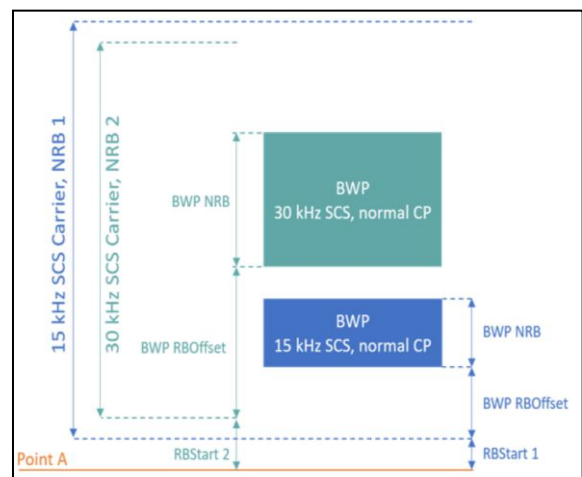 15 kHz SCS Carrier, NRB 1
30 kHz SCS Carrier, NRB 2
BWP NRB
BWP
30 kHz SCS, normal CP
BWP RBOffset
BWP
15 kHz SCS, normal CP
BWP NRB
BWP RBOffset
RBStart 2
RBStart 1
Point A